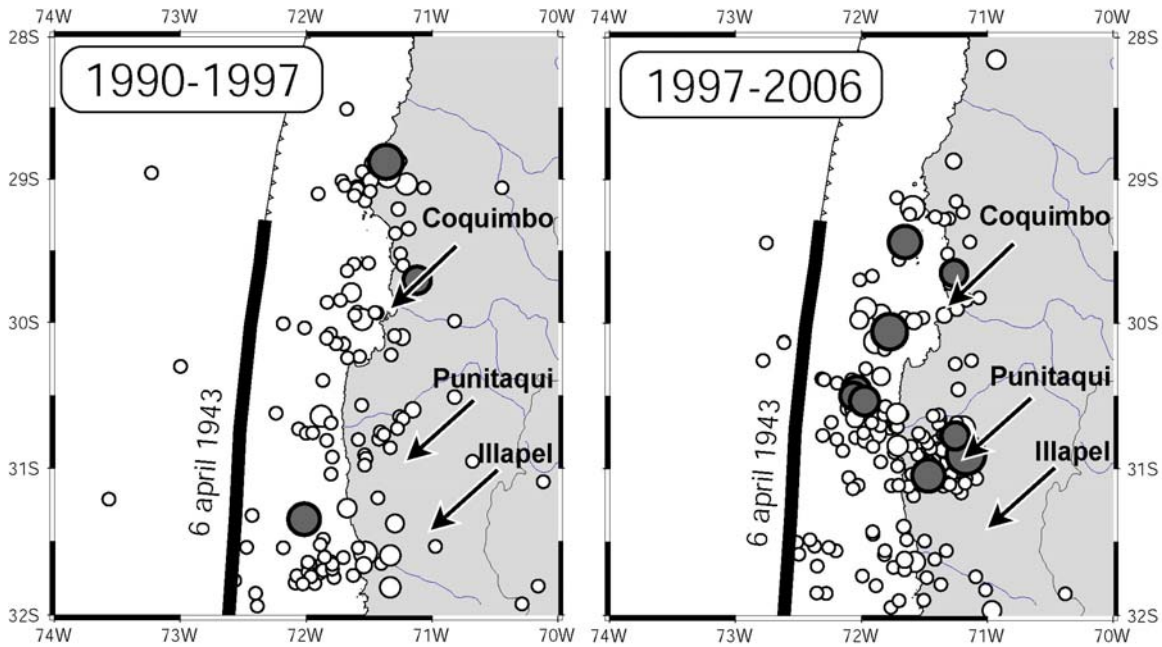 74W 73W 72W 71W 70W
28S
1990-1997
29S
Coquimbo
30S
Punitaqui
6 april 1943
Illapel
31S
32S
74W 73W 72W 71W 70W
74W 73W 72W 71W 70W
28S
1997-2006
29S
Coquimbo
30S
Punitaqui
6 april 1943
Illapel
31S
32S
74W 73W 72W 71W 70W